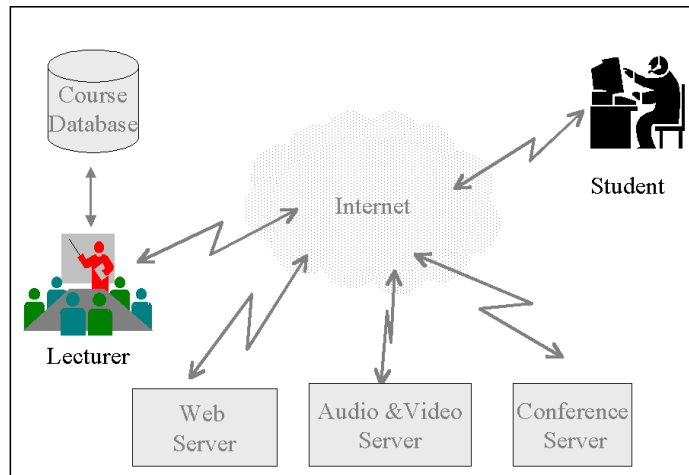 Course
Database
Internet
Student
Lecturer
Web
Server
Audio &Video
Server
Conference
Server